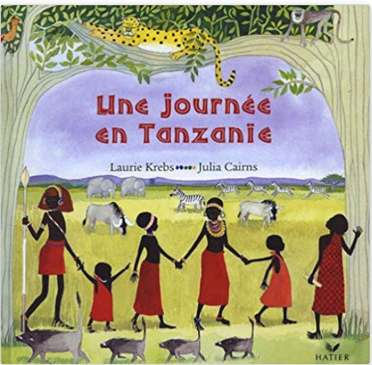 Une journée
en Tanzanie
Laurie Krebs Julia Cairns
HATIER